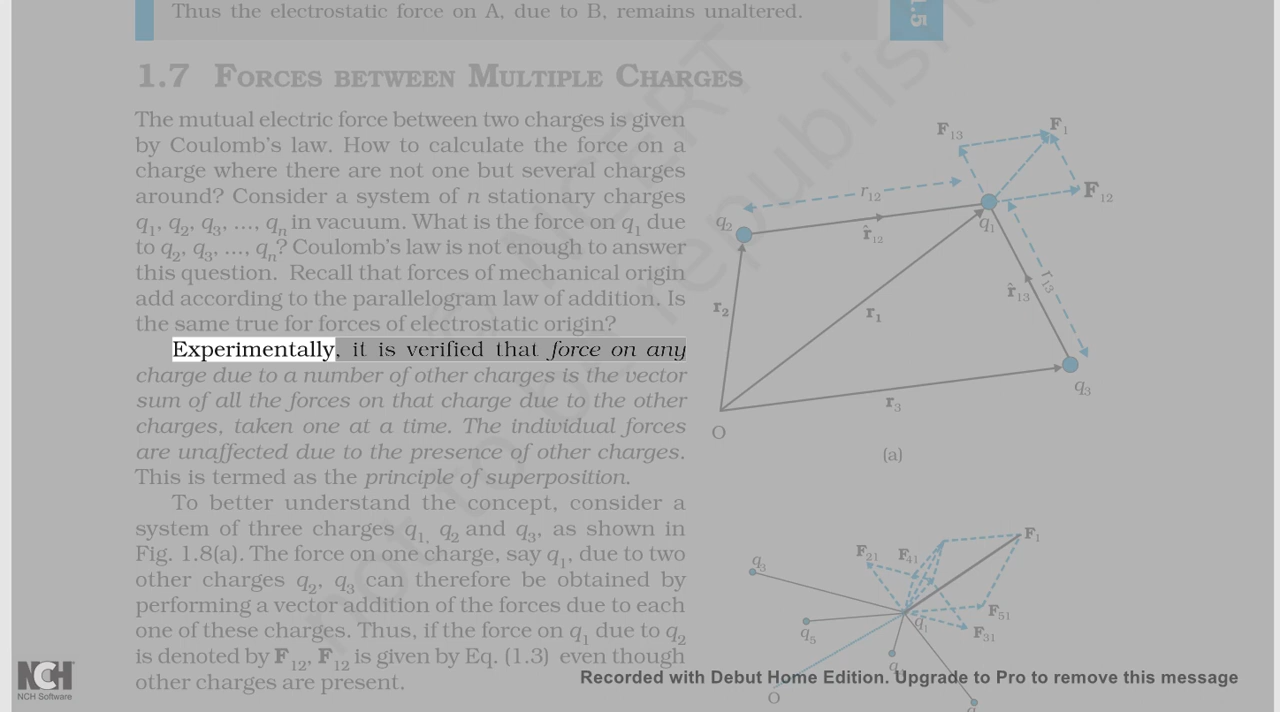 Thus the electrostatic force on A, due to B, remains unaltered.
1.5
1.7 FORCES BETWEEN MULTIPLE CHARGES
The mutual electric force between two charges is given
by Coulomb's law. How to calculate the force on a
charge where there are not one but several charges
around? Consider a system of n stationary charges
q1, q2, q3, ..., qn in vacuum. What is the force on q1 due
to q2, q3, ..., qn? Coulomb's law is not enough to answer
this question. Recall that forces of mechanical origin
add according to the parallelogram law of addition. Is
the same true for forces of electrostatic origin?
Experimentally, it is verified that force on any
charge due to a number of other charges is the vector
sum of all the forces on that charge due to the other
charges, taken one at a time. The individual forces
are unaffected due to the presence of other charges.
This is termed as the principle of superposition.
To better understand the concept, consider a
system of three charges q1, q2 and q3, as shown in
Fig. 1.8(a). The force on one charge, say q1, due to two
other charges q2, q3 can therefore be obtained by
performing a vector addition of the forces due to each
one of these charges. Thus, if the force on q1 due to q2
is denoted by F12, F12 is given by Eq. (1.3) even though
other charges are present.
F13
F1
r12
F12
q2
r̂12
q1
r̂13
r13
r2
r1
r3
q3
O
(a)
F1
F21
F41
q3
F51
q5
q1
F31
q
O
q
© NCERT
not to be republished
NCH
NCH Software
Recorded with Debut Home Edition. Upgrade to Pro to remove this message